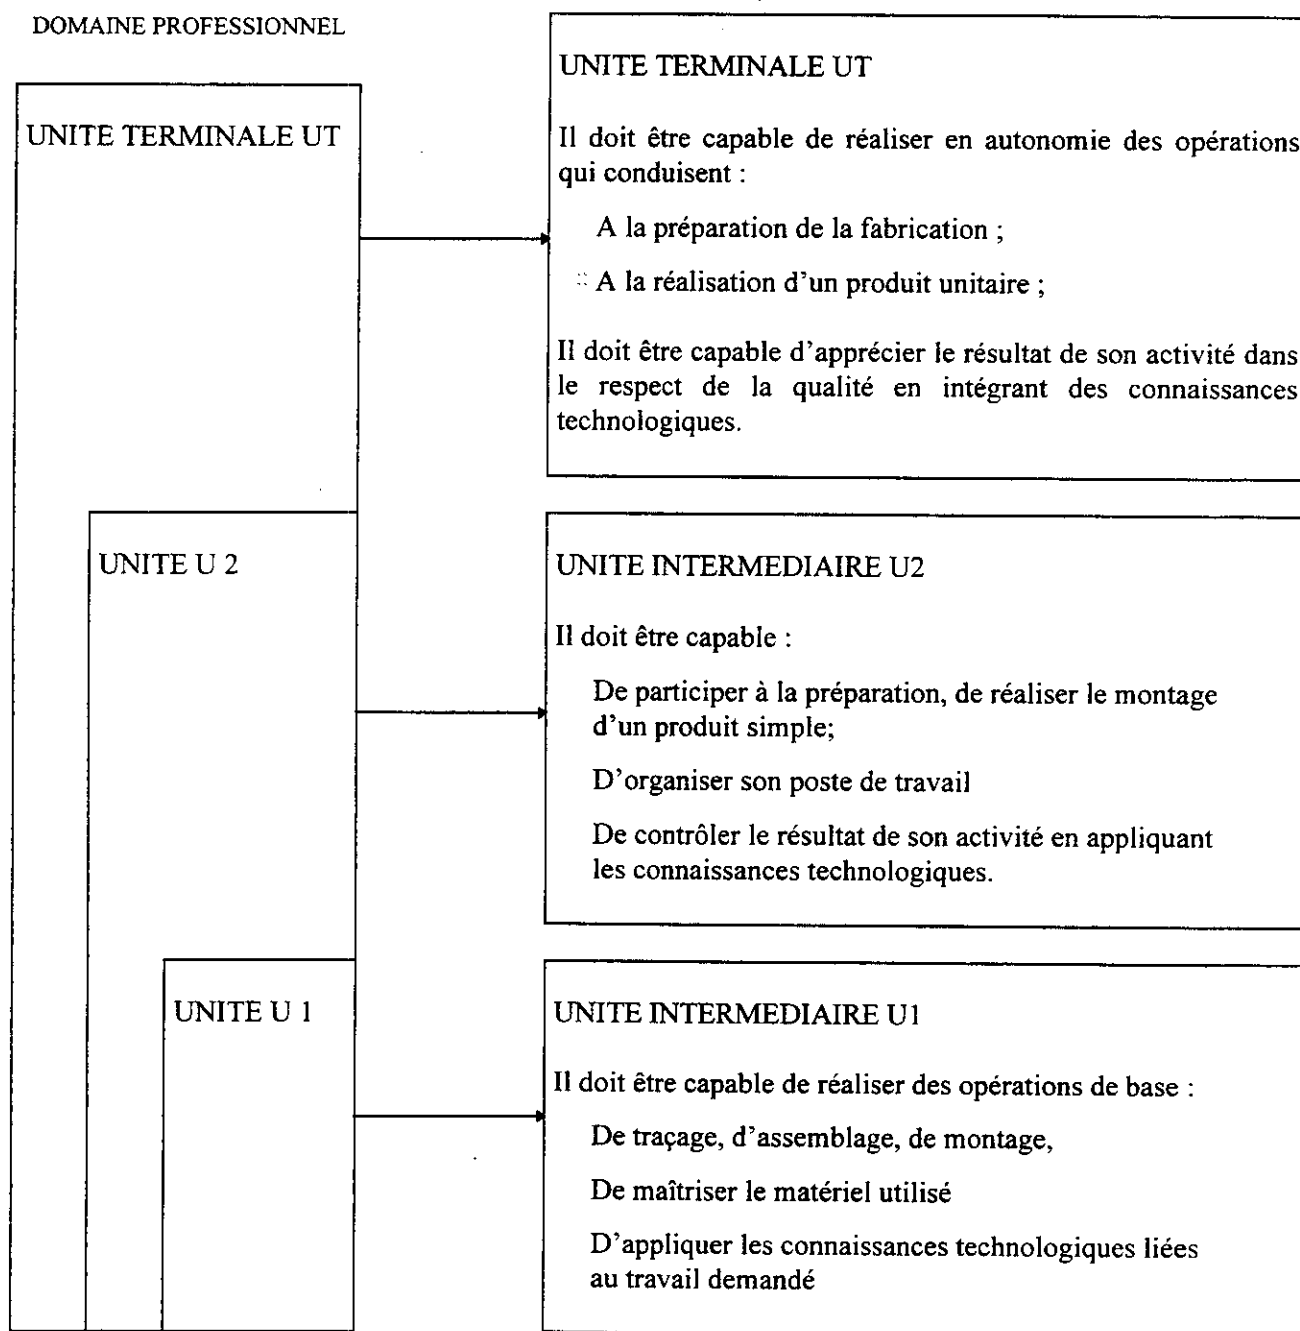 DOMAINE PROFESSIONNEL
UNITE TERMINALE UT
UNITE TERMINALE UT
Il doit être capable de réaliser en autonomie des opérations
qui conduisent :
A la préparation de la fabrication ;
A la réalisation d'un produit unitaire ;
Il doit être capable d'apprécier le résultat de son activité dans
le respect de la qualité en intégrant des connaissances
technologiques.
UNITE U 2
UNITE INTERMEDIAIRE U2
Il doit être capable :
De participer à la préparation, de réaliser le montage
d'un produit simple;
D'organiser son poste de travail
De contrôler le résultat de son activité en appliquant
les connaissances technologiques.
UNITE U 1
UNITE INTERMEDIAIRE U1
Il doit être capable de réaliser des opérations de base :
De traçage, d'assemblage, de montage,
De maîtriser le matériel utilisé
D'appliquer les connaissances technologiques liées
au travail demandé